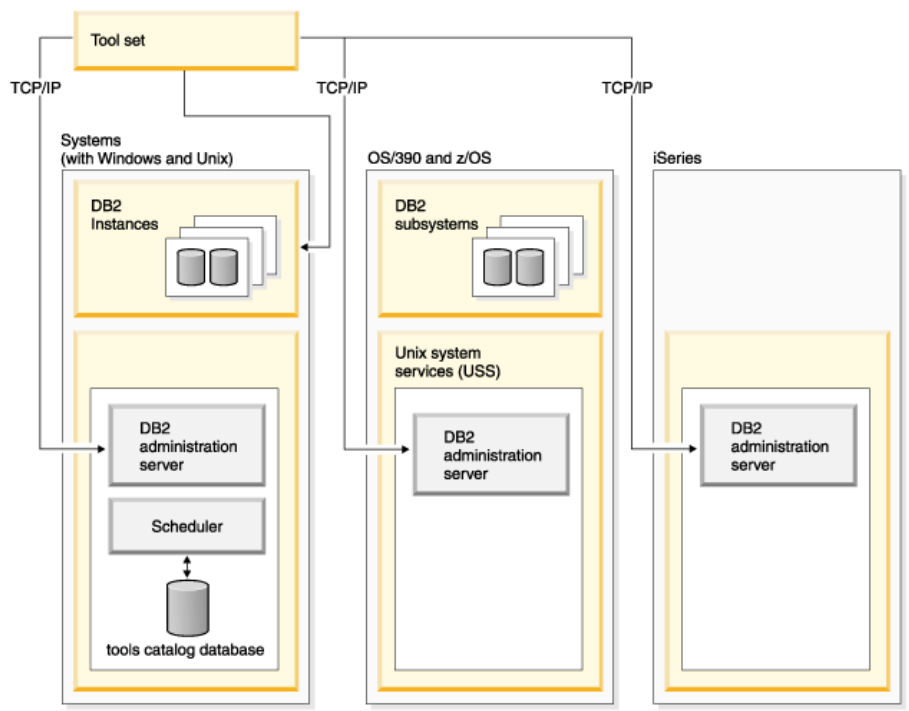 Tool set
TCP/IP
TCP/IP
TCP/IP
Systems
(with Windows and Unix)
OS/390 and z/OS
iSeries
DB2
Instances
DB2
subsystems
Unix system
services (USS)
DB2
administration
server
DB2
administration
server
DB2
administration
server
Scheduler
tools catalog database